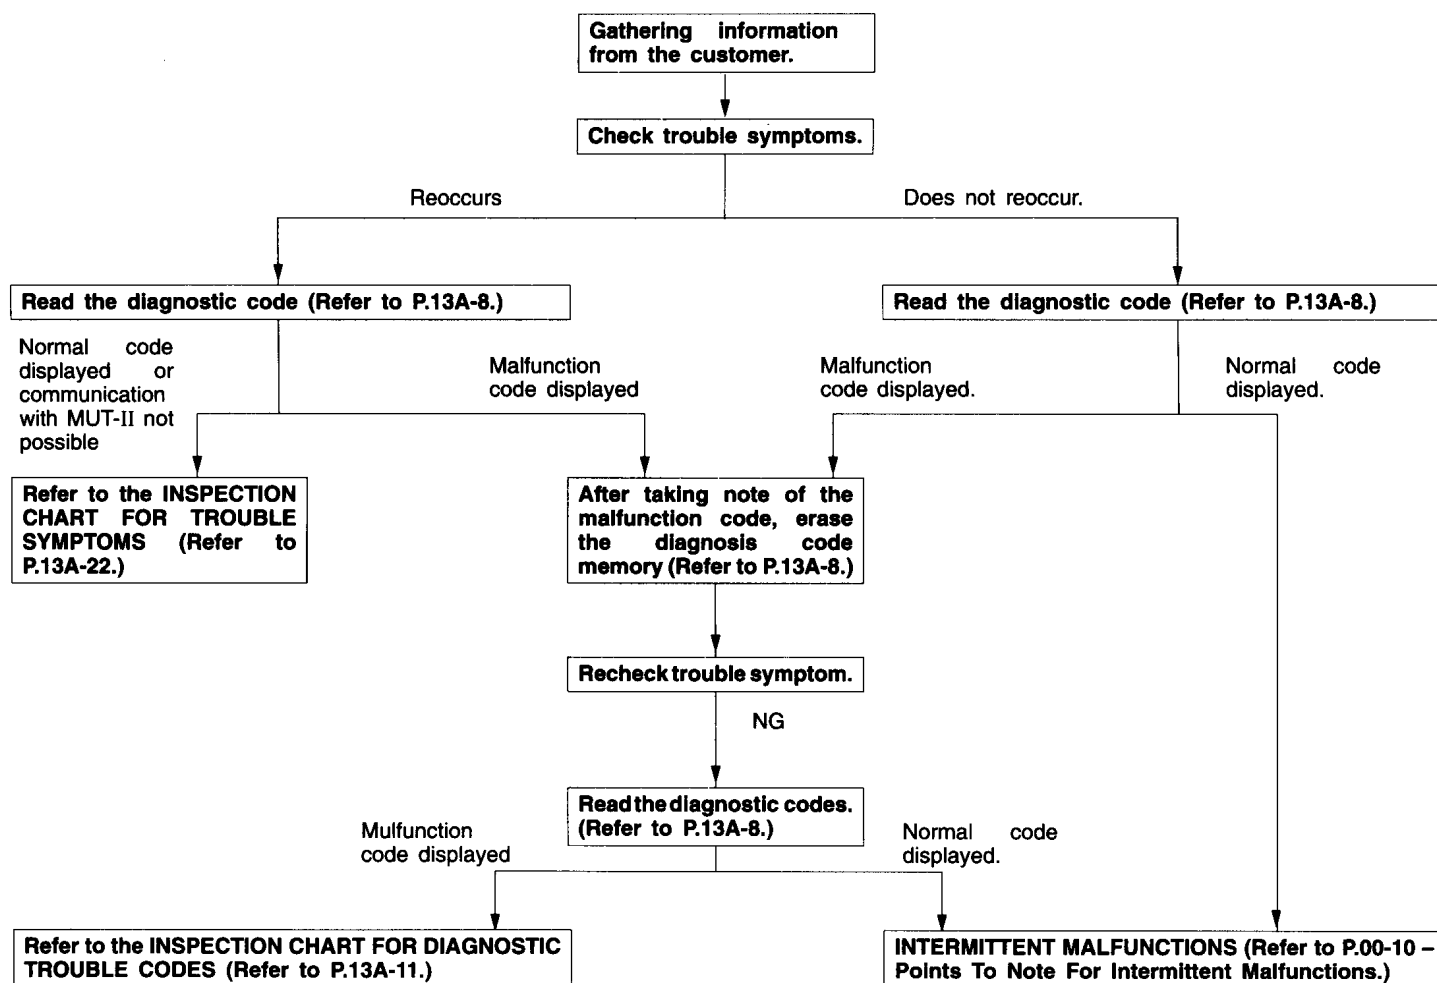 Gathering information
from the customer.
Check trouble symptoms.
Reoccurs
Does not reoccur.
Read the diagnostic code (Refer to P.13A-8.)
Read the diagnostic code (Refer to P.13A-8.)
Normal code
displayed or
communication
with MUT-II not
possible
Malfunction
code displayed
Malfunction
code displayed.
Normal code
displayed.
Refer to the INSPECTION
CHART FOR TROUBLE
SYMPTOMS (Refer to
P.13A-22.)
After taking note of the
malfunction code, erase
the diagnosis code
memory (Refer to P.13A-8.)
Recheck trouble symptom.
NG
Read the diagnostic codes.
(Refer to P.13A-8.)
Mulfunction
code displayed
Normal code
displayed.
Refer to the INSPECTION CHART FOR DIAGNOSTIC
TROUBLE CODES (Refer to P.13A-11.)
INTERMITTENT MALFUNCTIONS (Refer to P.00-10 –
Points To Note For Intermittent Malfunctions.)